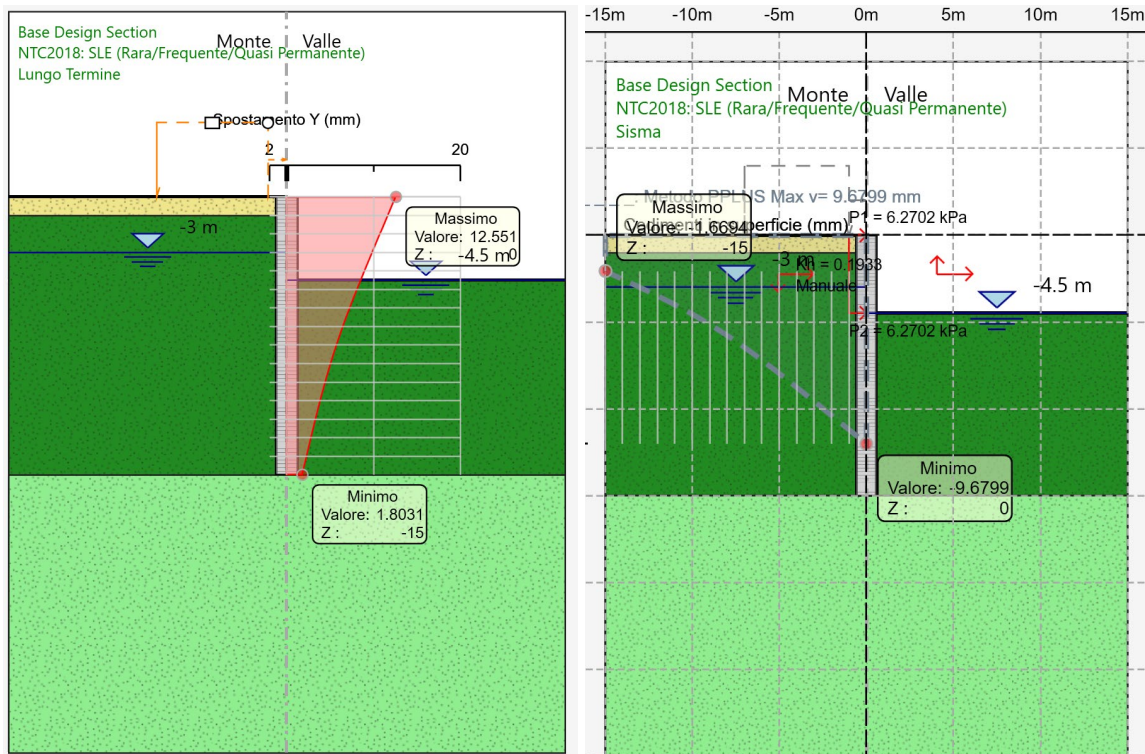 Base Design Section
NTC2018: SLE (Rara/Frequente/Quasi Permanente)
Lungo Termine
Monte
Valle
Spostamento Y (mm)
2
20
-3 m
Massimo
Valore: 12.551
Z : 0
-4.5 m
Minimo
Valore: 1.8031
Z : -15
-15m
-10m
-5m
0m
5m
10m
15m
Base Design Section
NTC2018: SLE (Rara/Frequente/Quasi Permanente)
Sisma
Monte
Valle
Metodo PPLUS Max v= 9.6799 mm
Massimo
Valore: -1.6694
Z : -15
P1 = 6.2702 kPa
-3 m
Kh = 0.1933
Manuale
-4.5 m
P2 = 6.2702 kPa
Minimo
Valore: -9.6799
Z : 0